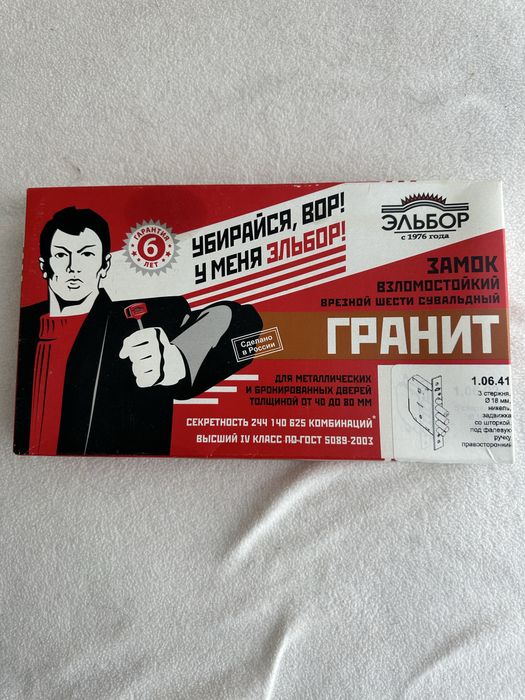 ГАРАНТИЯ
6
ЛЕТ
УБИРАЙСЯ, ВОР!
У МЕНЯ ЭЛЬБОР!
ЭЛЬБОР
с 1976 года
ЗАМОК
ВЗЛОМОСТОЙКИЙ
ВРЕЗНОЙ ШЕСТИ СУВАЛЬДНЫЙ
ГРАНИТ
Сделано
в России
ДЛЯ МЕТАЛЛИЧЕСКИХ
И БРОНИРОВАННЫХ ДВЕРЕЙ
ТОЛЩИНОЙ ОТ 40 ДО 80 ММ
СЕКРЕТНОСТЬ 244 140 625 КОМБИНАЦИЙ*
ВЫСШИЙ IV КЛАСС ПО ГОСТ 5089-2003
1.06.41
3 стержня,
Ø 18 мм,
никель,
задвижка
со шторкой,
под фалевую
ручку,
правосторонний